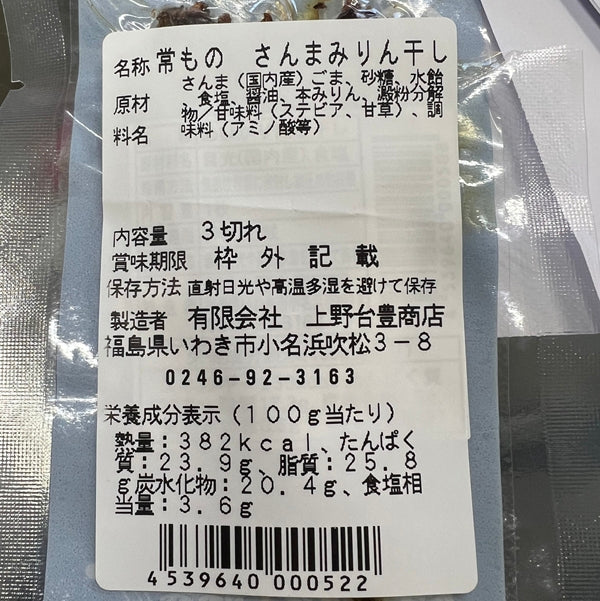 名称 常もの　さんまみりん干し
原材料名 さんま（国内産）ごま、砂糖、水飴
食塩、醤油、本みりん、澱粉分解
物／甘味料（ステビア、甘草）、調
味料（アミノ酸等）
内容量　３切れ
賞味期限　枠 外 記 載
保存方法 直射日光や高温多湿を避けて保存
製造者　有限会社　上野台豊商店
福島県いわき市小名浜吹松３－８
0246-92-3163
栄養成分表示（１００ｇ当たり）
熱量：３８２ｋｃａｌ、たんぱく
質：２３．９ｇ、脂質：２５．８
ｇ炭水化物：２０．４ｇ、食塩相
当量：３．６ｇ
4 539640 000522